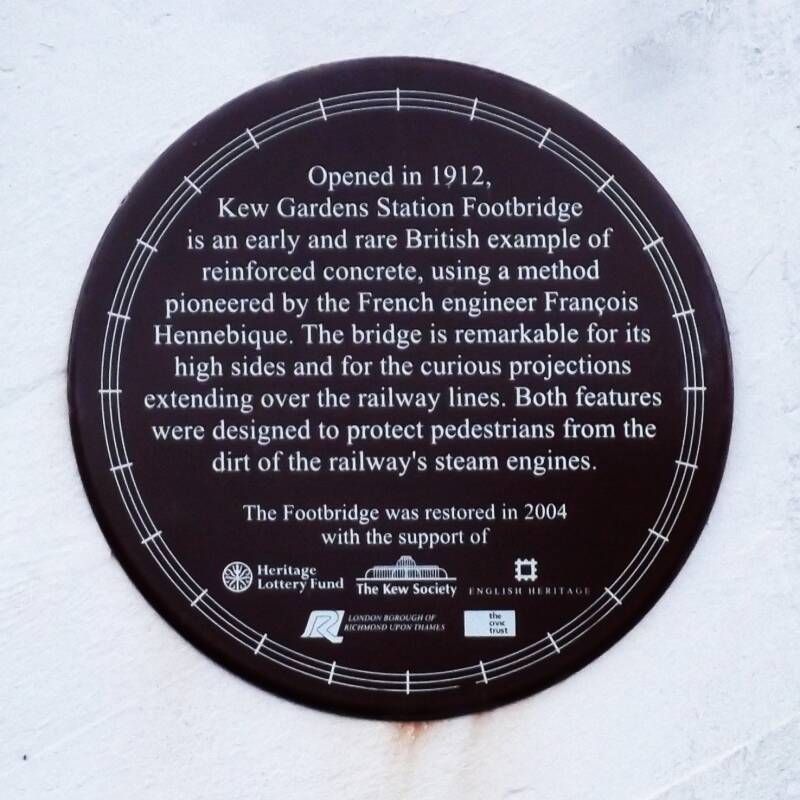 Opened in 1912,
Kew Gardens Station Footbridge
is an early and rare British example of
reinforced concrete, using a method
pioneered by the French engineer François
Hennebique. The bridge is remarkable for its
high sides and for the curious projections
extending over the railway lines. Both features
were designed to protect pedestrians from the
dirt of the railway's steam engines.
The Footbridge was restored in 2004
with the support of
Heritage
Lottery Fund
The Kew Society
ENGLISH HERITAGE
LONDON BOROUGH OF
RICHMOND UPON THAMES
the
civic
trust